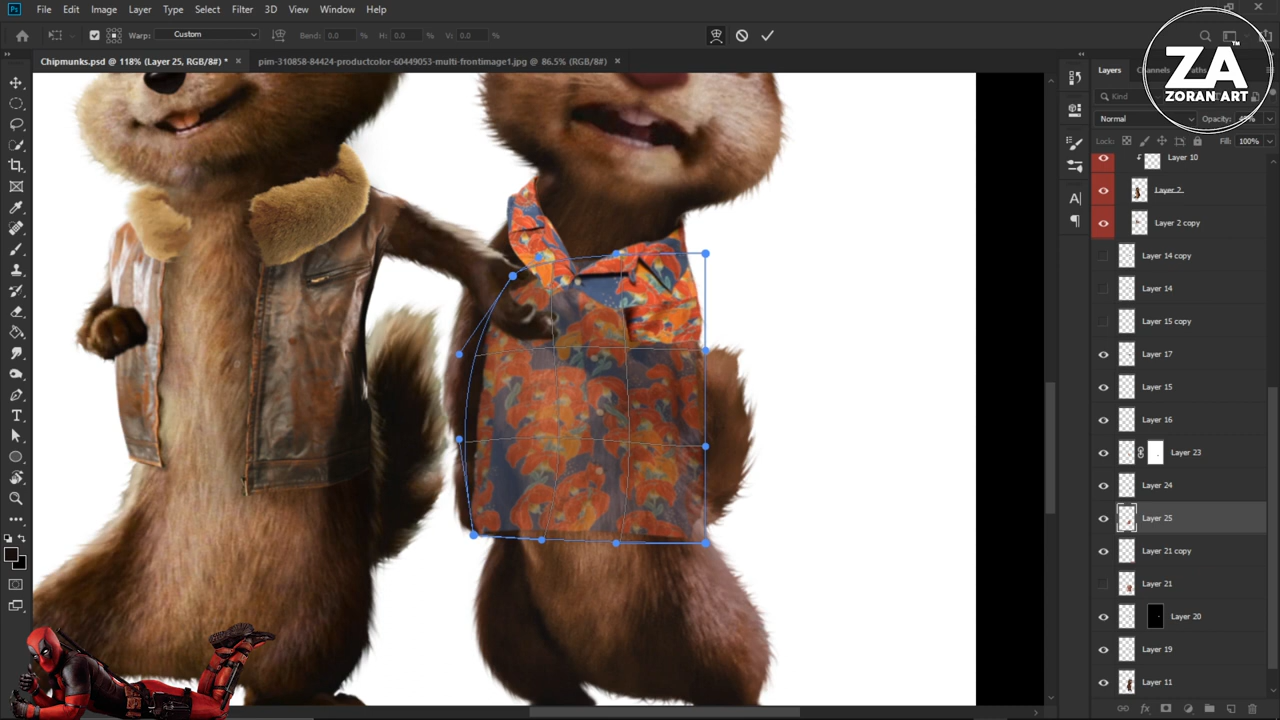 Ps File Edit Image Layer Type Select Filter 3D View Window Help
Warp: Custom Bend: 0.0 % H: 0.0 % V: 0.0 %
Chipmunks.psd @ 118% (Layer 25, RGB/8#) * × pim-310858-84424-productcolor-60449053-multi-frontimage1.jpg @ 86.5% (RGB/8#) ×
ZA™
ZORAN ART
Layers Channels Paths
Kind
Normal Opacity:
Lock: Fill: 100%
Layer 10
Layer 2
Layer 2 copy
Layer 14 copy
Layer 14
Layer 15 copy
Layer 17
Layer 15
Layer 16
Layer 23
Layer 24
Layer 25
Layer 21 copy
Layer 21
Layer 20
Layer 19
Layer 11